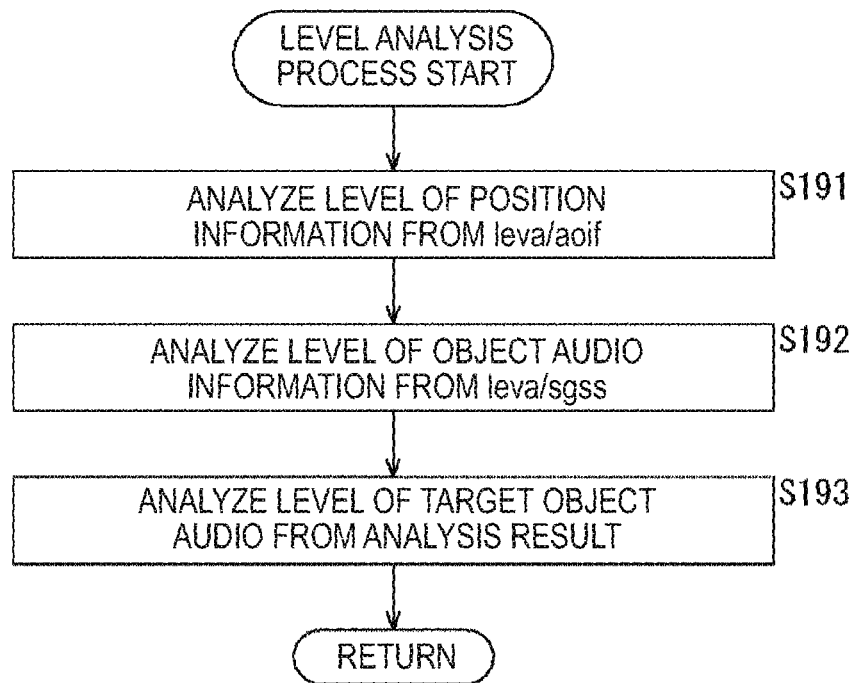 LEVEL ANALYSIS
PROCESS START
S191
ANALYZE LEVEL OF POSITION
INFORMATION FROM leva/aoif
S192
ANALYZE LEVEL OF OBJECT AUDIO
INFORMATION FROM leva/sgss
S193
ANALYZE LEVEL OF TARGET OBJECT
AUDIO FROM ANALYSIS RESULT
RETURN